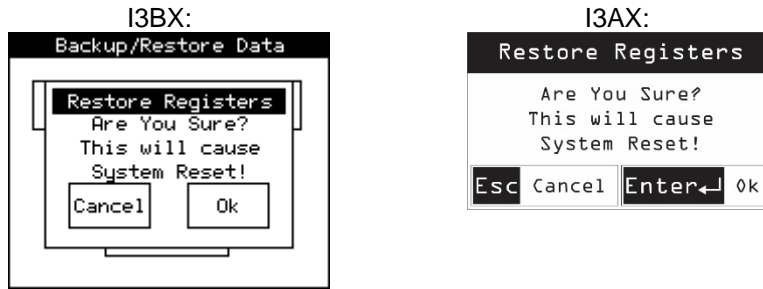 I3BX:
Backup/Restore Data
Restore Registers
Are You Sure?
This will cause
System Reset!
Cancel Ok
I3AX:
Restore Registers
Are You Sure?
This will cause
System Reset!
Esc Cancel Enter↵ Ok